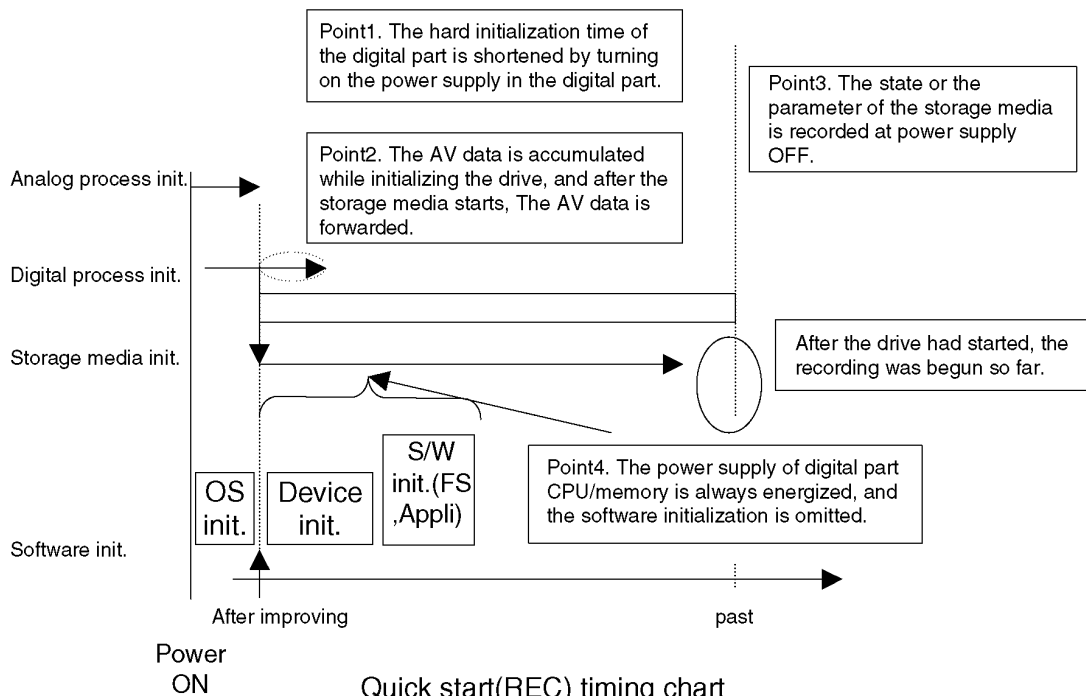 Point1. The hard initialization time of
the digital part is shortened by turning
on the power supply in the digital part.
Point3. The state or the
parameter of the storage media
is recorded at power supply
OFF.
Point2. The AV data is accumulated
while initializing the drive, and after the
storage media starts, The AV data is
forwarded.
Analog process init.
Digital process init.
Storage media init.
After the drive had started, the
recording was begun so far.
OS
init.
Device
init.
S/W
init.(FS
,Appli)
Point4. The power supply of digital part
CPU/memory is always energized, and
the software initialization is omitted.
Software init.
After improving
past
Power
ON
Quick start(REC) timing chart